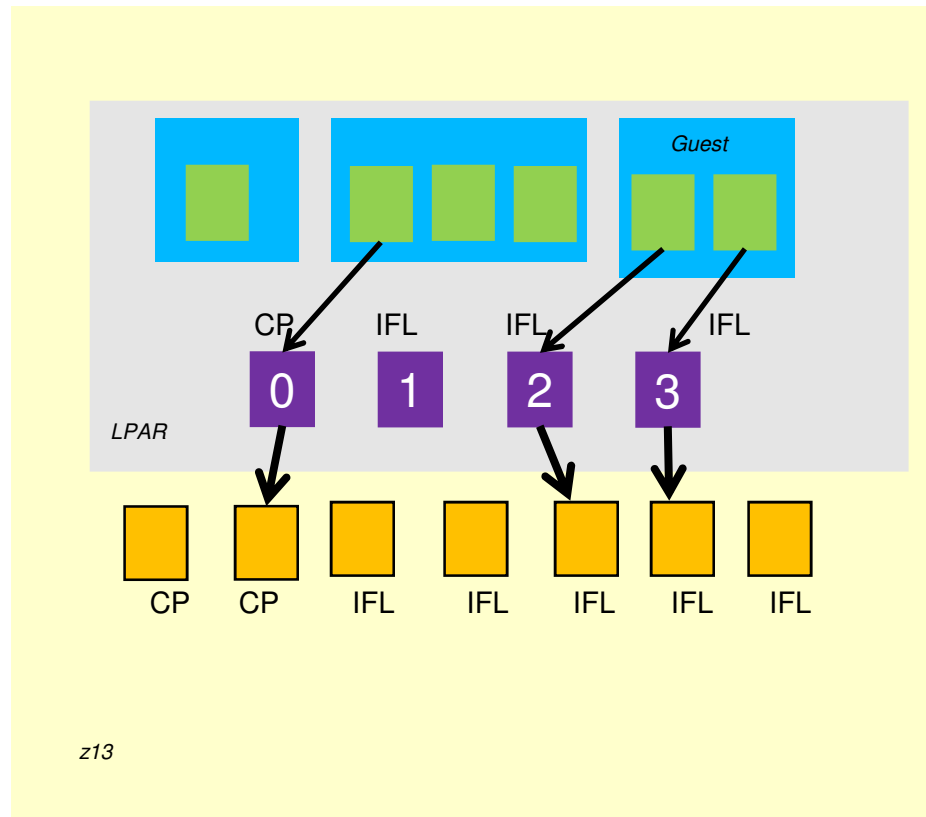 Guest
CP IFL IFL IFL
0 1 2 3
LPAR
CP CP IFL IFL IFL IFL IFL
z13